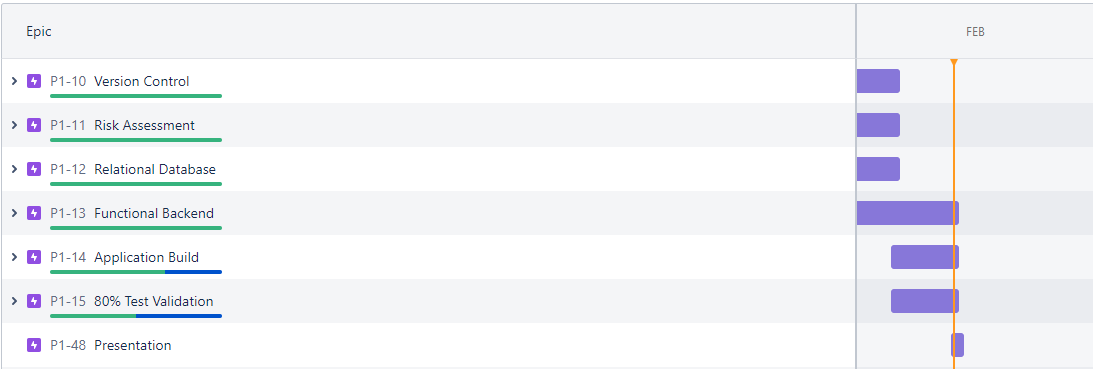 Epic
FEB
P1-10 Version Control
P1-11 Risk Assessment
P1-12 Relational Database
P1-13 Functional Backend
P1-14 Application Build
P1-15 80% Test Validation
P1-48 Presentation